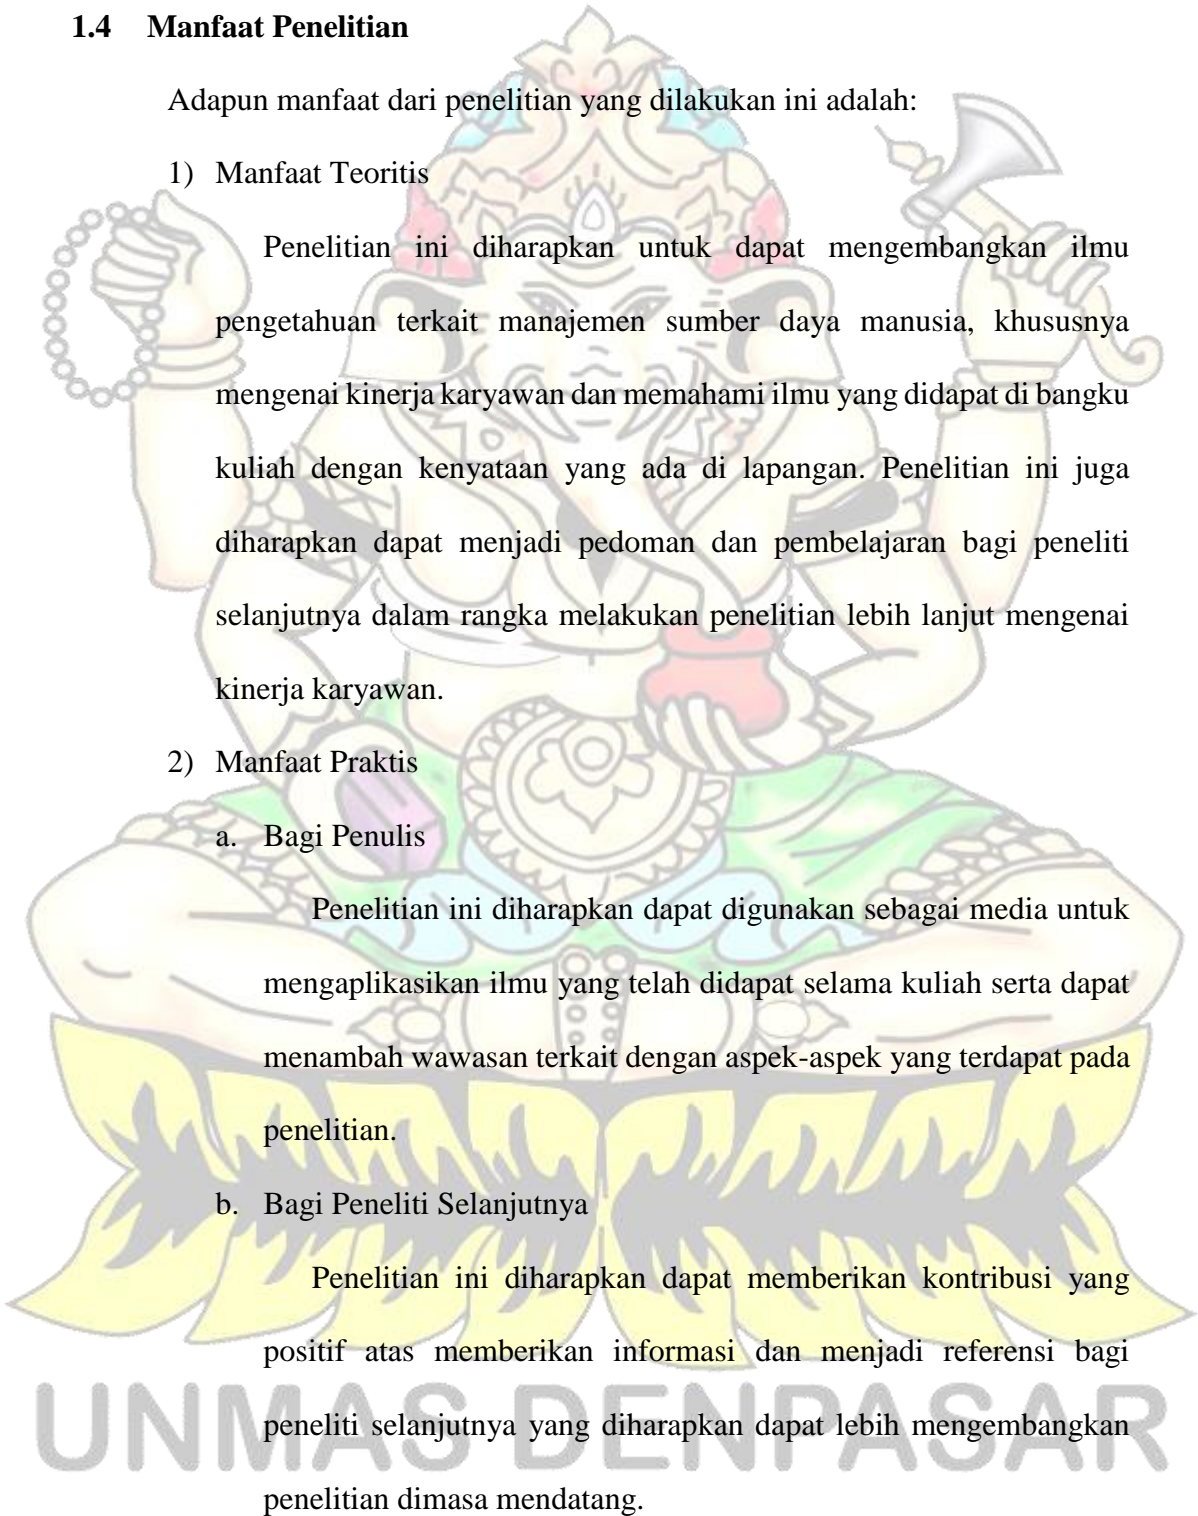 1.4 Manfaat Penelitian
Adapun manfaat dari penelitian yang dilakukan ini adalah:
1) Manfaat Teoritis
Penelitian ini diharapkan untuk dapat mengembangkan ilmu
pengetahuan terkait manajemen sumber daya manusia, khususnya
mengenai kinerja karyawan dan memahami ilmu yang didapat di bangku
kuliah dengan kenyataan yang ada di lapangan. Penelitian ini juga
diharapkan dapat menjadi pedoman dan pembelajaran bagi peneliti
selanjutnya dalam rangka melakukan penelitian lebih lanjut mengenai
kinerja karyawan.
2) Manfaat Praktis
a. Bagi Penulis
Penelitian ini diharapkan dapat digunakan sebagai media untuk
mengaplikasikan ilmu yang telah didapat selama kuliah serta dapat
menambah wawasan terkait dengan aspek-aspek yang terdapat pada
penelitian.
b. Bagi Peneliti Selanjutnya
Penelitian ini diharapkan dapat memberikan kontribusi yang
positif atas memberikan informasi dan menjadi referensi bagi
UNMAS DENPASAR
peneliti selanjutnya yang diharapkan dapat lebih mengembangkan
penelitian dimasa mendatang.